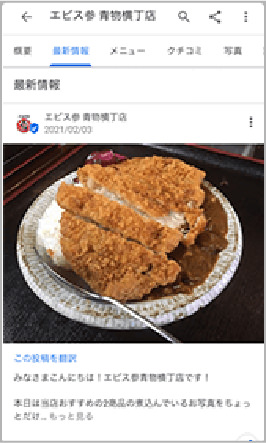 エビス参 青物横丁店
概要 最新情報 メニュー クチコミ 写真
最新情報
エビス参 青物横丁店
2021/02/03
この投稿を翻訳
みなさまこんにちは！エビス参青物横丁店です！
本日は当店おすすめの2商品の煮込んでいるお写真をちょっ
とだけ... もっと見る